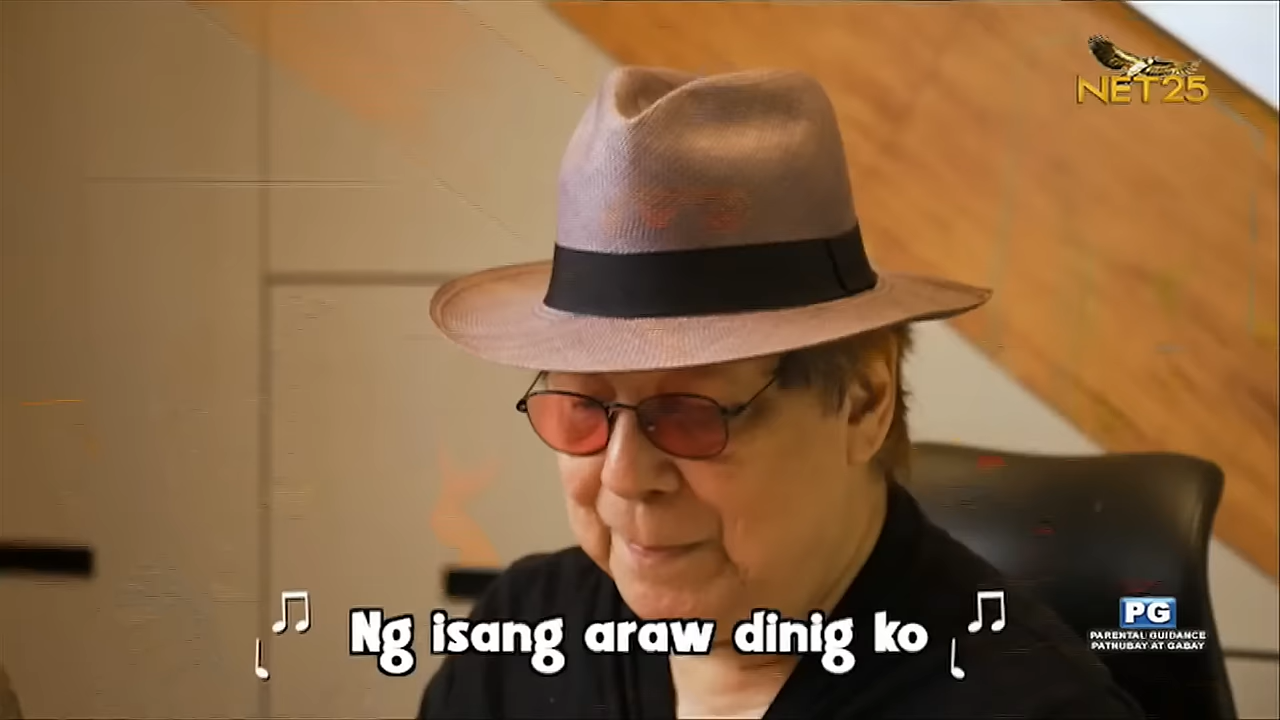 NET25
Ng isang araw dinig ko
PG
PARENTAL GUIDANCE
PATNUBAY AT GABAY